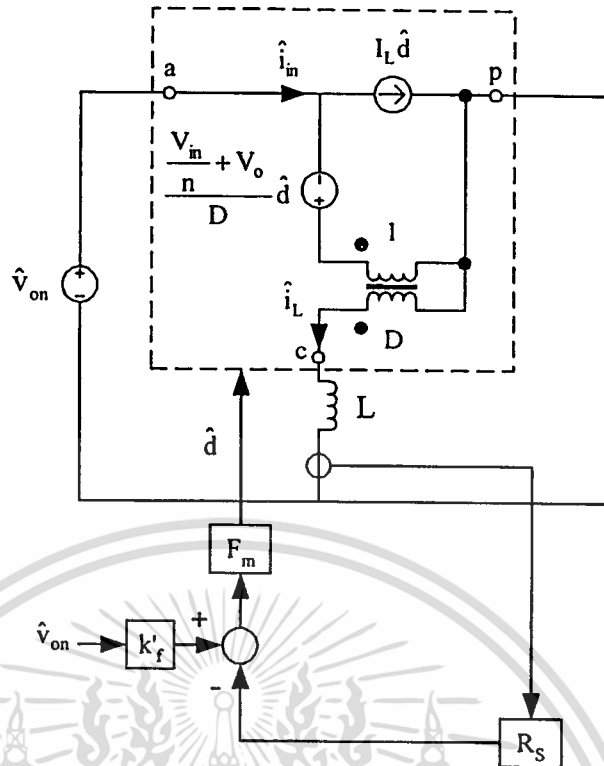 a
î_in
I_L d̂
p
V_in
n
+ V_o
D
d̂
-
+
1
v̂_on
+
-
î_L
D
c
L
d̂
F_m
v̂_on
k'_f
+
-
R_S